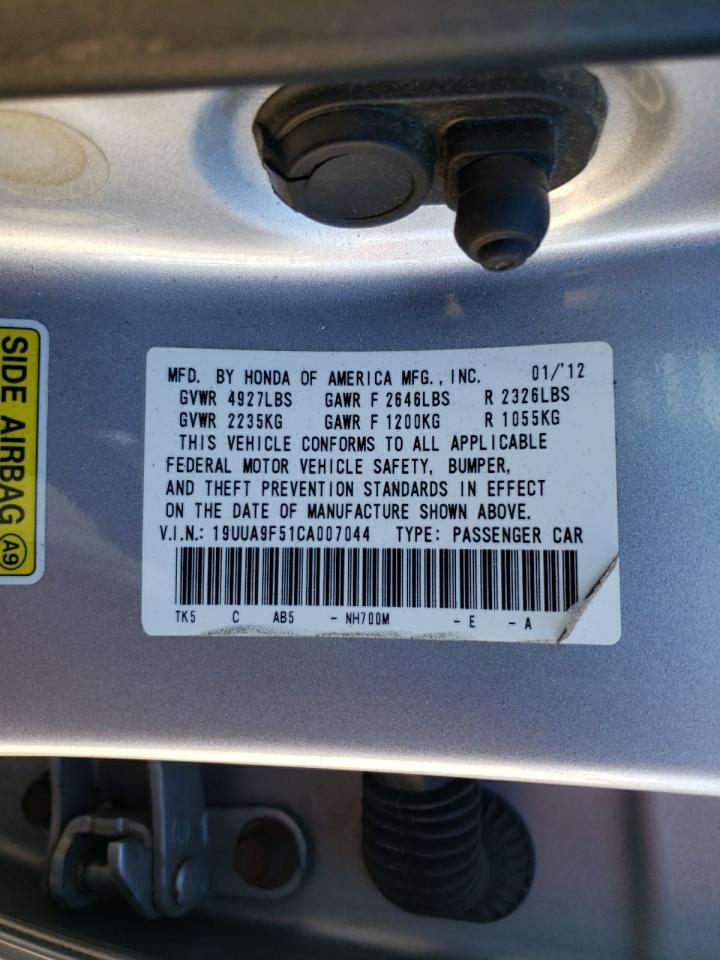 MFD. BY HONDA OF AMERICA MFG., INC. 01/'12
GVWR 4927LBS GAWR F 2646LBS R 2326LBS
GVWR 2235KG GAWR F 1200KG R 1055KG
THIS VEHICLE CONFORMS TO ALL APPLICABLE
FEDERAL MOTOR VEHICLE SAFETY, BUMPER,
AND THEFT PREVENTION STANDARDS IN EFFECT
ON THE DATE OF MANUFACTURE SHOWN ABOVE.
V.I.N.: 19UUA9F51CA007044 TYPE: PASSENGER CAR
TK5 C AB5 - NH700M - E - A
SIDE AIRBAG A9